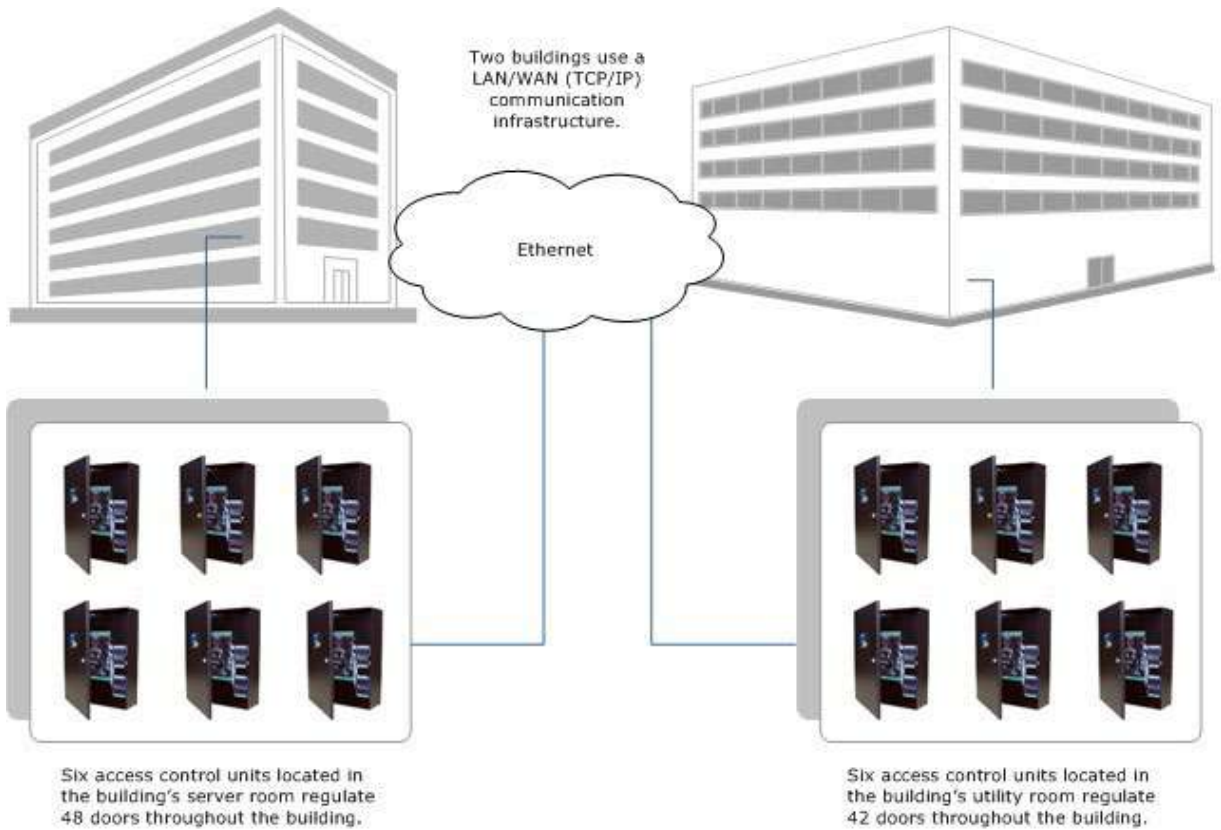 Two buildings use a
LAN/WAN (TCP/IP)
communication
infrastructure.
Ethernet
Six access control units located in
the building's server room regulate
48 doors throughout the building.
Six access control units located in
the building's utility room regulate
42 doors throughout the building.